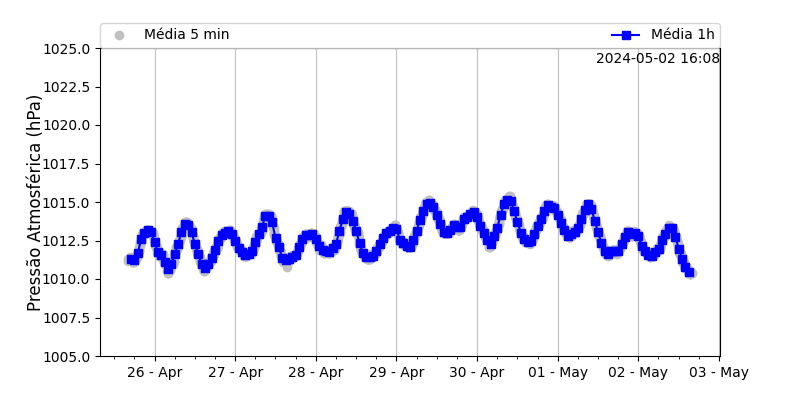 Média 5 min
Média 1h
2024-05-02 16:08
Pressão Atmosférica (hPa)
1025.0
1022.5
1020.0
1017.5
1015.0
1012.5
1010.0
1007.5
1005.0
26 - Apr
27 - Apr
28 - Apr
29 - Apr
30 - Apr
01 - May
02 - May
03 - May